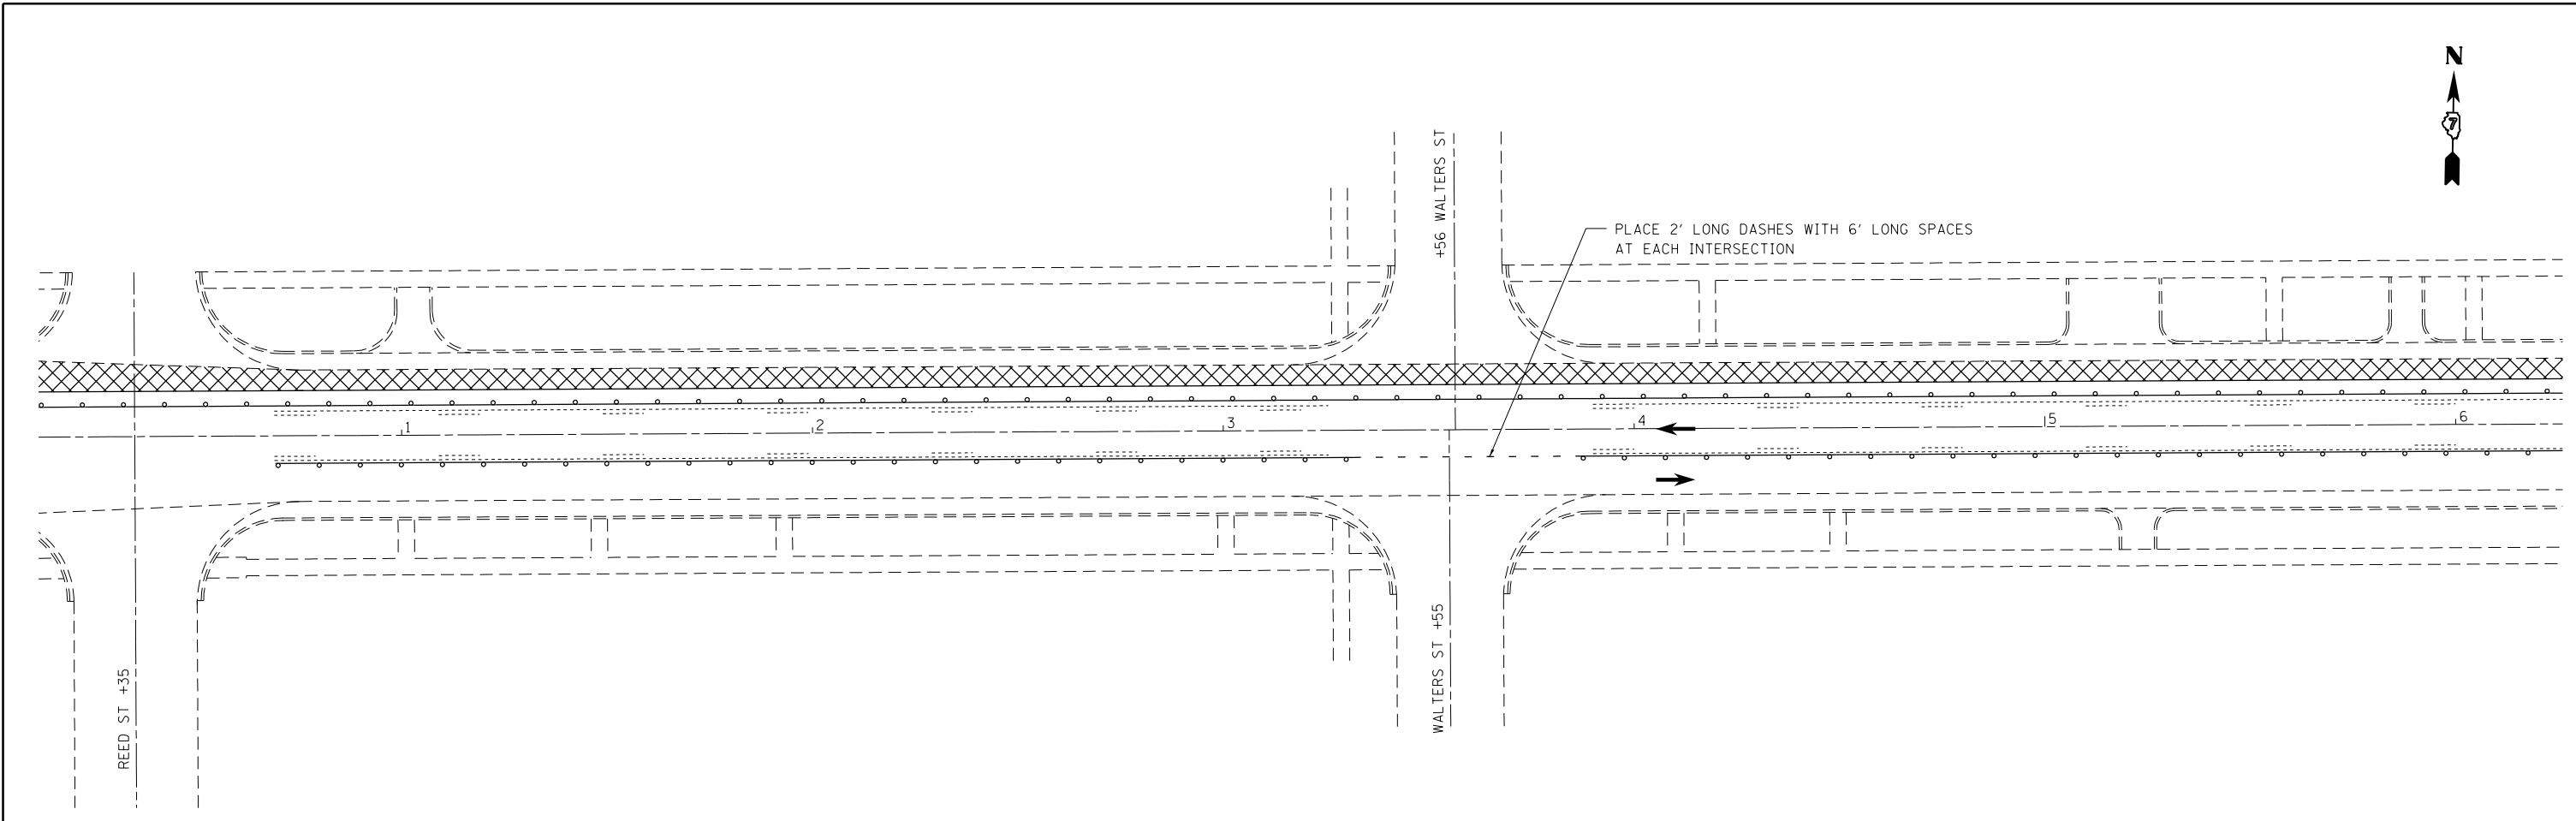 N
7
+56 WALTERS ST
PLACE 2' LONG DASHES WITH 6' LONG SPACES
AT EACH INTERSECTION
1
2
3
4
5
6
REED ST +35
WALTERS ST +55